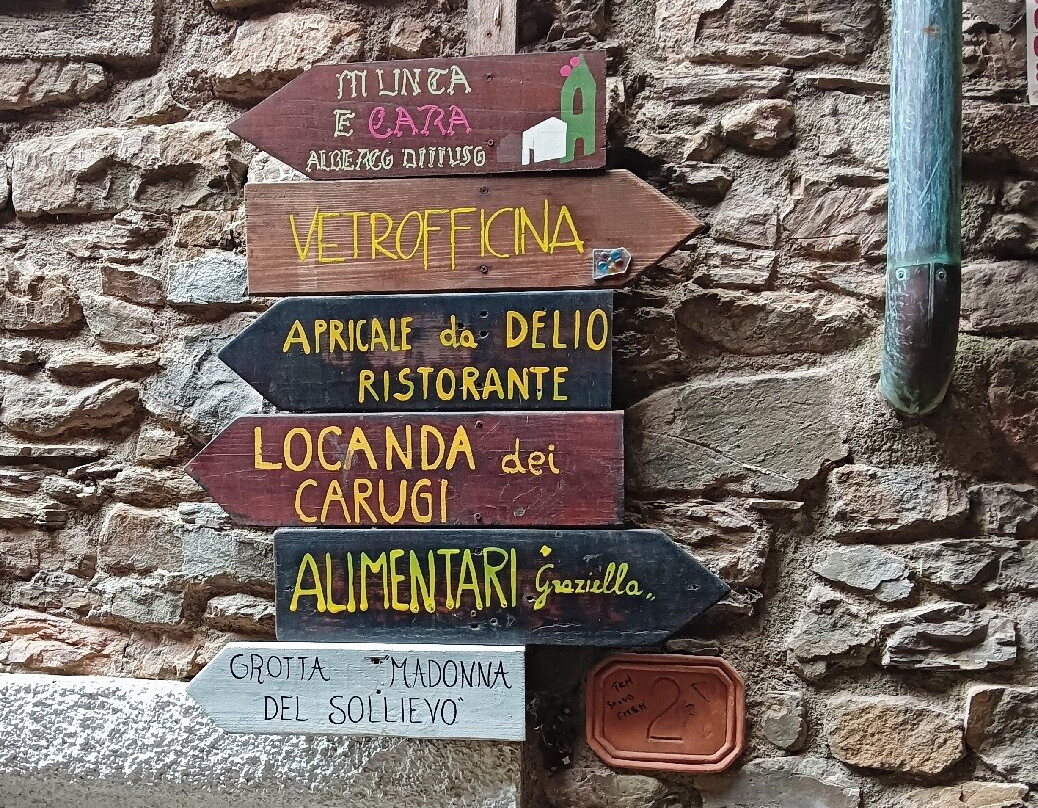 MUNTA
E CARA
ALBERGO DIFFUSO
VETROFFICINA
APRICALE da DELIO
RISTORANTE
LOCANDA dei
CARUGI
ALIMENTARI Graziella
GROTTA "MADONNA
DEL SOLLIEVO"
2